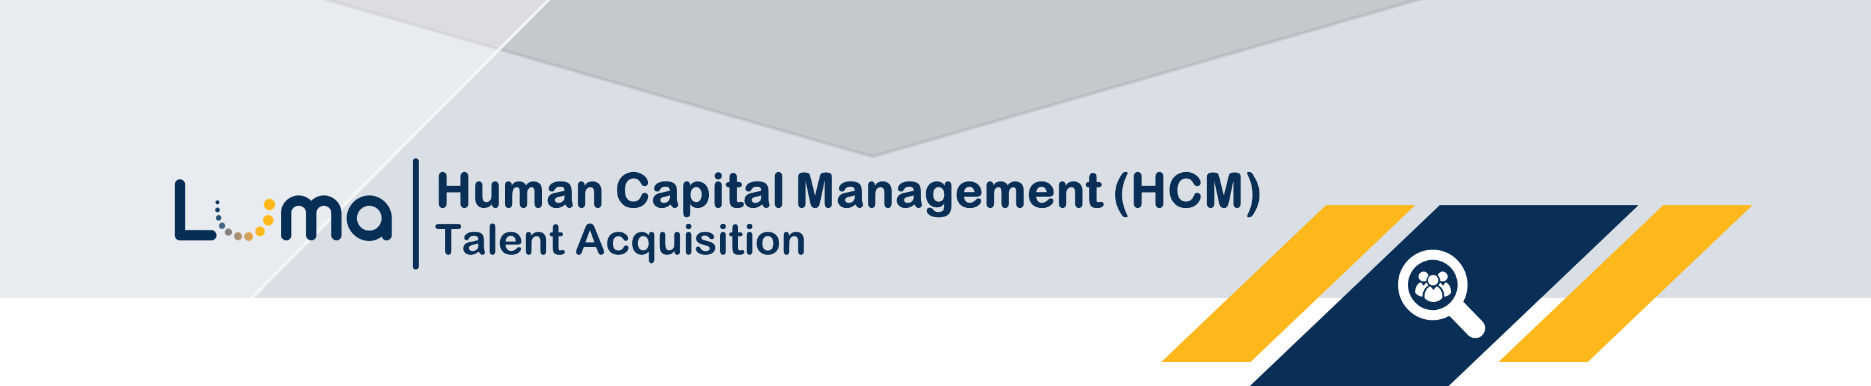 Luma
Human Capital Management (HCM)
Talent Acquisition